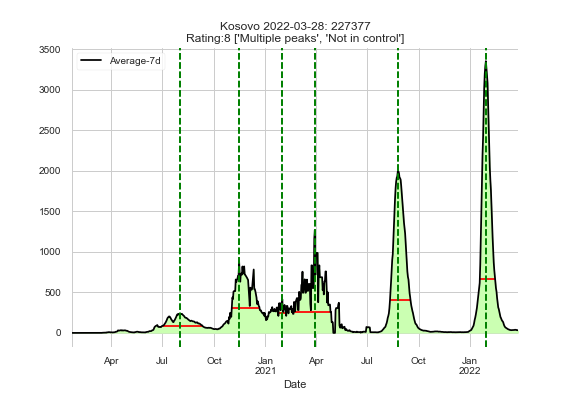 Kosovo 2022-03-28: 227377
Rating:8 ['Multiple peaks', 'Not in control']
3500
Average-7d
3000
2500
2000
1500
1000
500
0
Apr Jul Oct Jan Apr Jul Oct Jan
2021 2022
Date